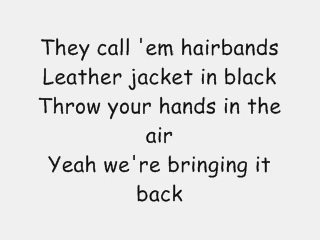 They call 'em hairbands
Leather jacket in black
Throw your hands in the
air
Yeah we're bringing it
back